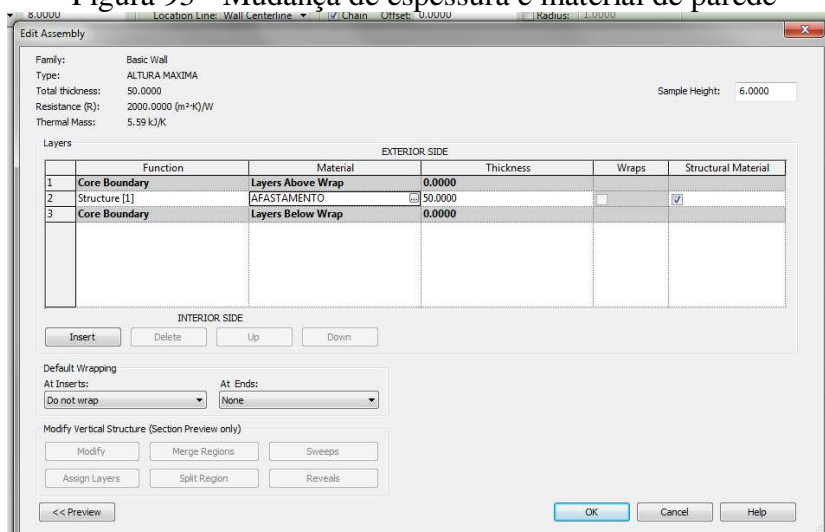 Figura 93 - Mudança de espessura e material de parede
8.0000 Location Line: Wall Centerline Chain Offset: 0.0000 Radius: 1.0000
Edit Assembly
Family: Basic Wall
Type: ALTURA MAXIMA
Total thickness: 50.0000 Sample Height: 6.0000
Resistance (R): 2000.0000 (m²·K)/W
Thermal Mass: 5.59 kJ/K
Layers
EXTERIOR SIDE
Function Material Thickness Wraps Structural Material
1 Core Boundary Layers Above Wrap 0.0000
2 Structure [1] AFASTAMENTO ... 50.0000
3 Core Boundary Layers Below Wrap 0.0000
INTERIOR SIDE
Insert Delete Up Down
Default Wrapping
At Inserts: At Ends:
Do not wrap None
Modify Vertical Structure (Section Preview only)
Modify Merge Regions Sweeps
Assign Layers Split Region Reveals
<< Preview OK Cancel Help